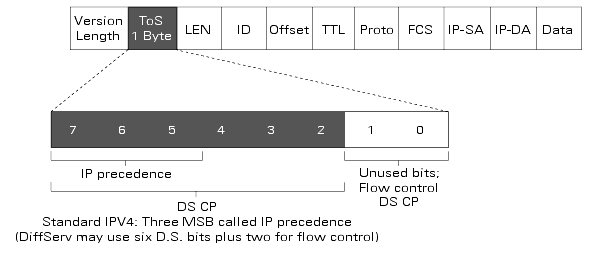 Version Length
ToS 1 Byte
LEN
ID
Offset
TTL
Proto
FCS
IP-SA
IP-DA
Data
7 6 5 4 3 2 1 0
IP precedence
Unused bits;
Flow control
DS CP
DS CP
Standard IPV4: Three MSB called IP precedence
(DiffServ may use six D.S. bits plus two for flow control)